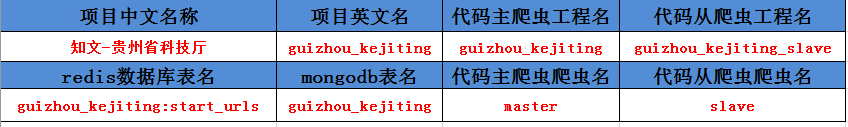 项目中文名称 项目英文名 代码主爬虫工程名 代码从爬虫工程名
知文-贵州省科技厅 guizhou_kejiting guizhou_kejiting guizhou_kejiting_slave
redis数据库表名 mongodb表名 代码主爬虫爬虫名 代码从爬虫爬虫名
guizhou_kejiting:start_urls guizhou_kejiting master slave